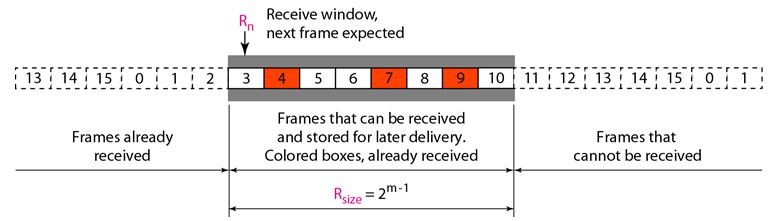 Rn
Receive window,
next frame expected
13 14 15 0 1 2 3 4 5 6 7 8 9 10 11 12 13 14 15 0 1
Frames already
received
Frames that can be received
and stored for later delivery.
Colored boxes, already received
Frames that
cannot be received
Rsize = 2^m-1